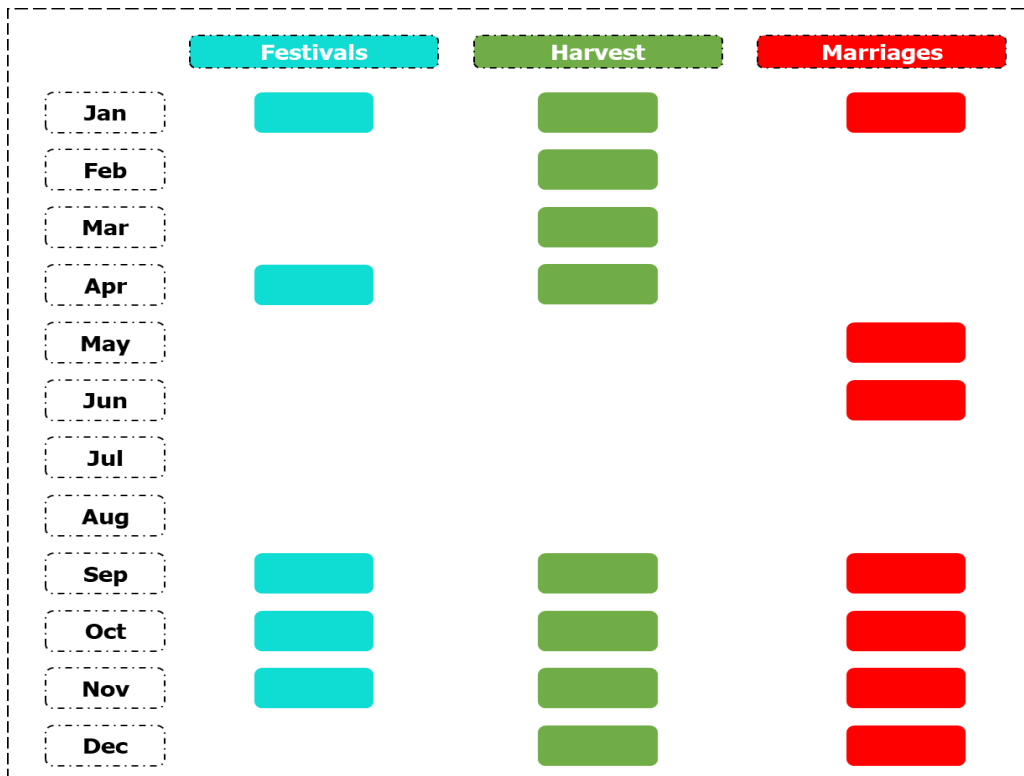 Festivals Harvest Marriages
Jan
Feb
Mar
Apr
May
Jun
Jul
Aug
Sep
Oct
Nov
Dec